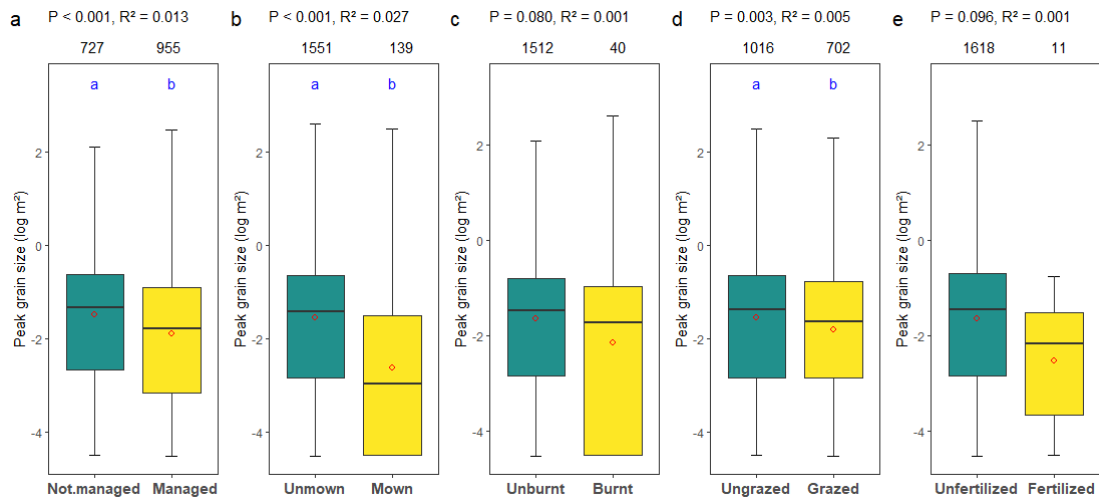 a
P < 0.001, R² = 0.013
727
955
a
b
Peak grain size (log m²)
2
0
-2
-4
Not.managed
Managed
b
P < 0.001, R² = 0.027
1551
139
a
b
Peak grain size (log m²)
2
0
-2
-4
Unmown
Mown
c
P = 0.080, R² = 0.001
1512
40
Peak grain size (log m²)
2
0
-2
-4
Unburnt
Burnt
d
P = 0.003, R² = 0.005
1016
702
a
b
Peak grain size (log m²)
2
0
-2
-4
Ungrazed
Grazed
e
P = 0.096, R² = 0.001
1618
11
Peak grain size (log m²)
2
0
-2
-4
Unfertilized
Fertilized